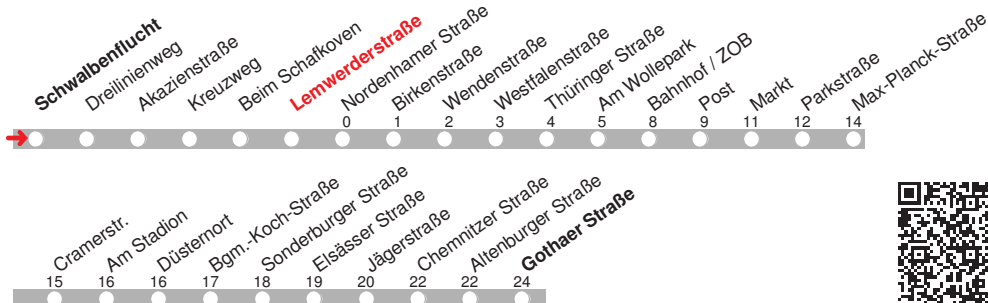 Schwalbenflucht
Dreilinienweg
Akazienstraße
Kreuzweg
Beim Schafkoven
Lemwerderstraße
Nordenhamer Straße
Birkenstraße
Wendenstraße
Westfalenstraße
Thüringer Straße
Am Wollepark
Bahnhof / ZOB
Post
Markt
Parkstraße
Max-Planck-Straße
0 1 2 3 4 5 8 9 11 12 14
Cramerstr.
Am Stadion
Düsternort
Bgm.-Koch-Straße
Sonderburger Straße
Elsässer Straße
Jägerstraße
Chemnitzer Straße
Altenburger Straße
Gothaer Straße
15 16 16 17 18 19 20 22 22 24